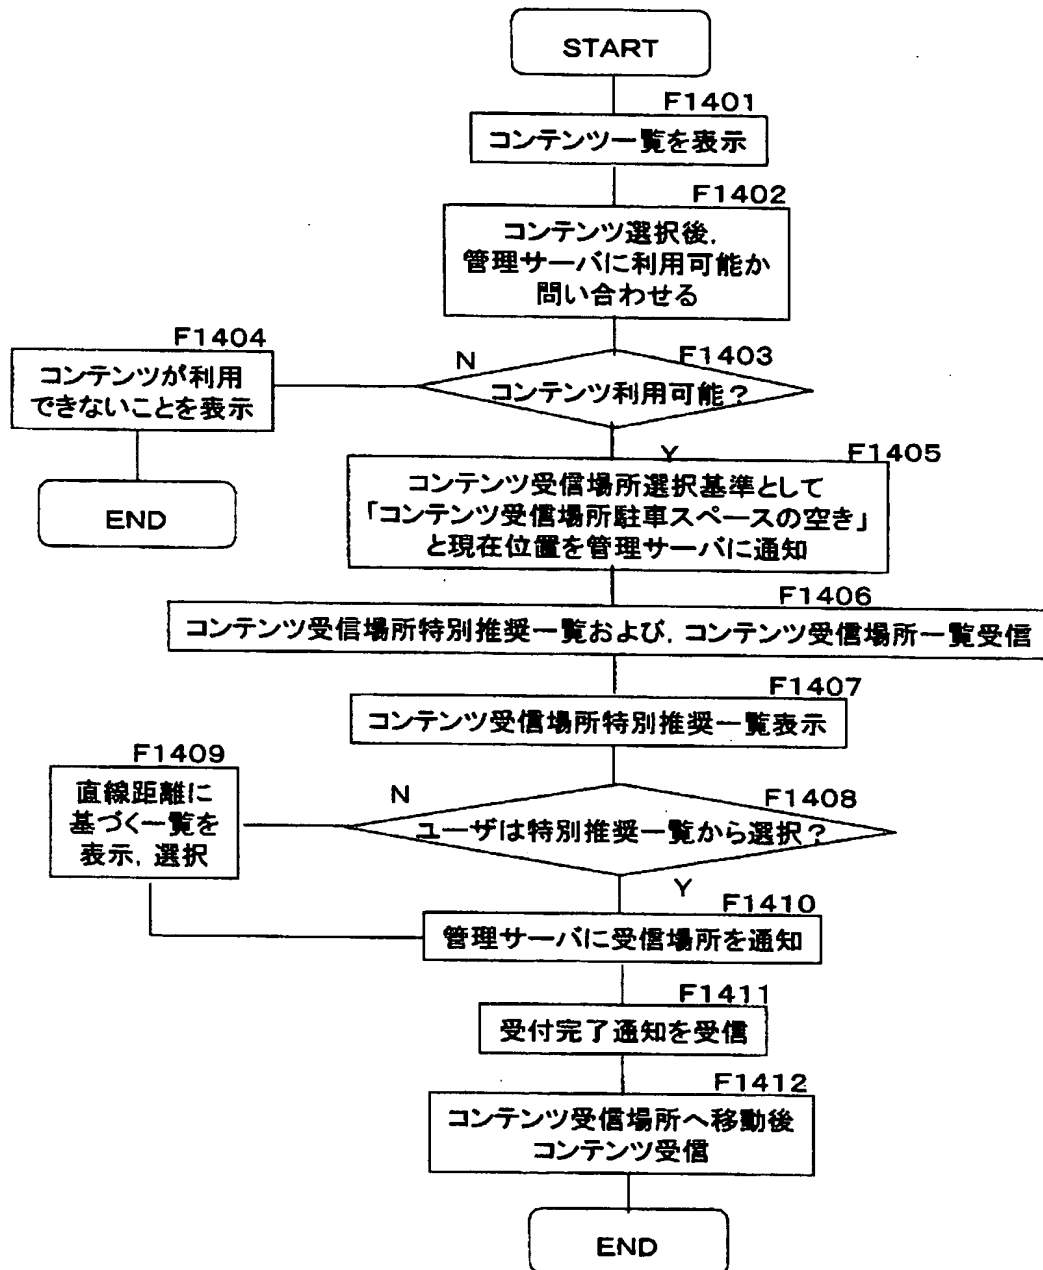 START
F1401
コンテンツ一覧を表示
F1402
コンテンツ選択後,
管理サーバに利用可能か
問い合わせる
F1404
コンテンツが利用
できないことを表示
END
F1403
N
コンテンツ利用可能?
Y
F1405
コンテンツ受信場所選択基準として
「コンテンツ受信場所駐車スペースの空き」
と現在位置を管理サーバに通知
F1406
コンテンツ受信場所特別推奨一覧および, コンテンツ受信場所一覧受信
F1407
コンテンツ受信場所特別推奨一覧表示
F1409
直線距離に
基づく一覧を
表示, 選択
N
F1408
ユーザは特別推奨一覧から選択?
Y
F1410
管理サーバに受信場所を通知
F1411
受付完了通知を受信
F1412
コンテンツ受信場所へ移動後
コンテンツ受信
END